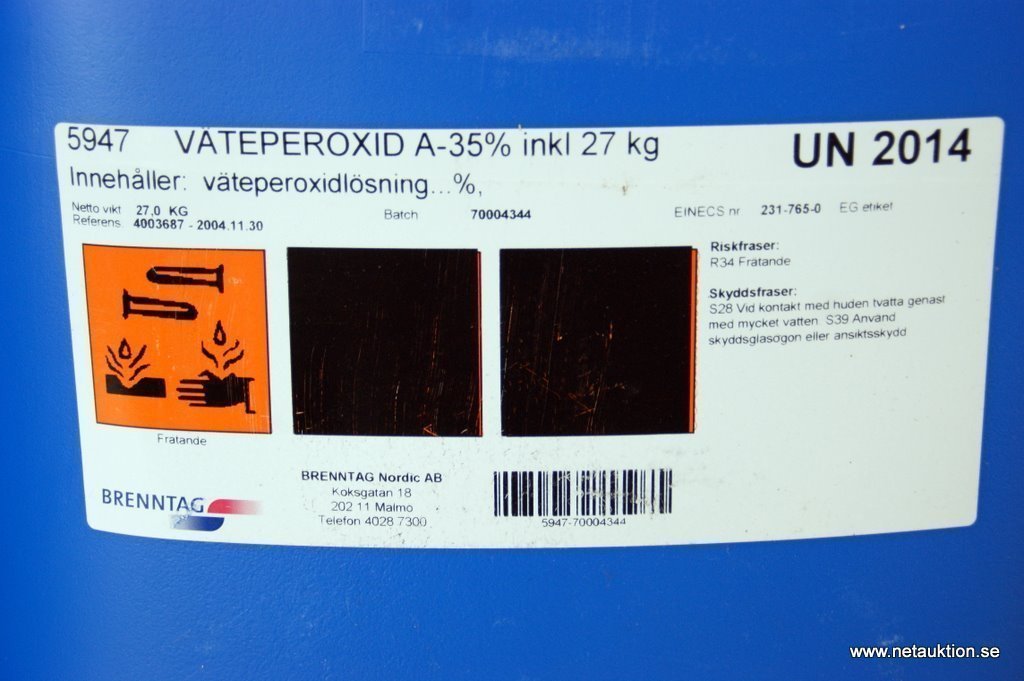 5947 VÄTEPEROXID A-35% inkl 27 kg UN 2014
Innehåller: väteperoxidlösning...%,
Netto vikt 27,0 KG
Referens 4003687 - 2004.11.30
Batch 70004344
EINECS nr 231-765-0 EG etiket
Riskfraser:
R34 Frätande
Skyddsfraser:
S28 Vid kontakt med huden tvätta genast
med mycket vatten. S39 Använd
skyddsglasögon eller ansiktsskydd
Frätande
BRENNTAG
BRENNTAG Nordic AB
Koksgatan 18
202 11 Malmö
Telefon 4028 7300
5947-70004344
www.netauktion.se